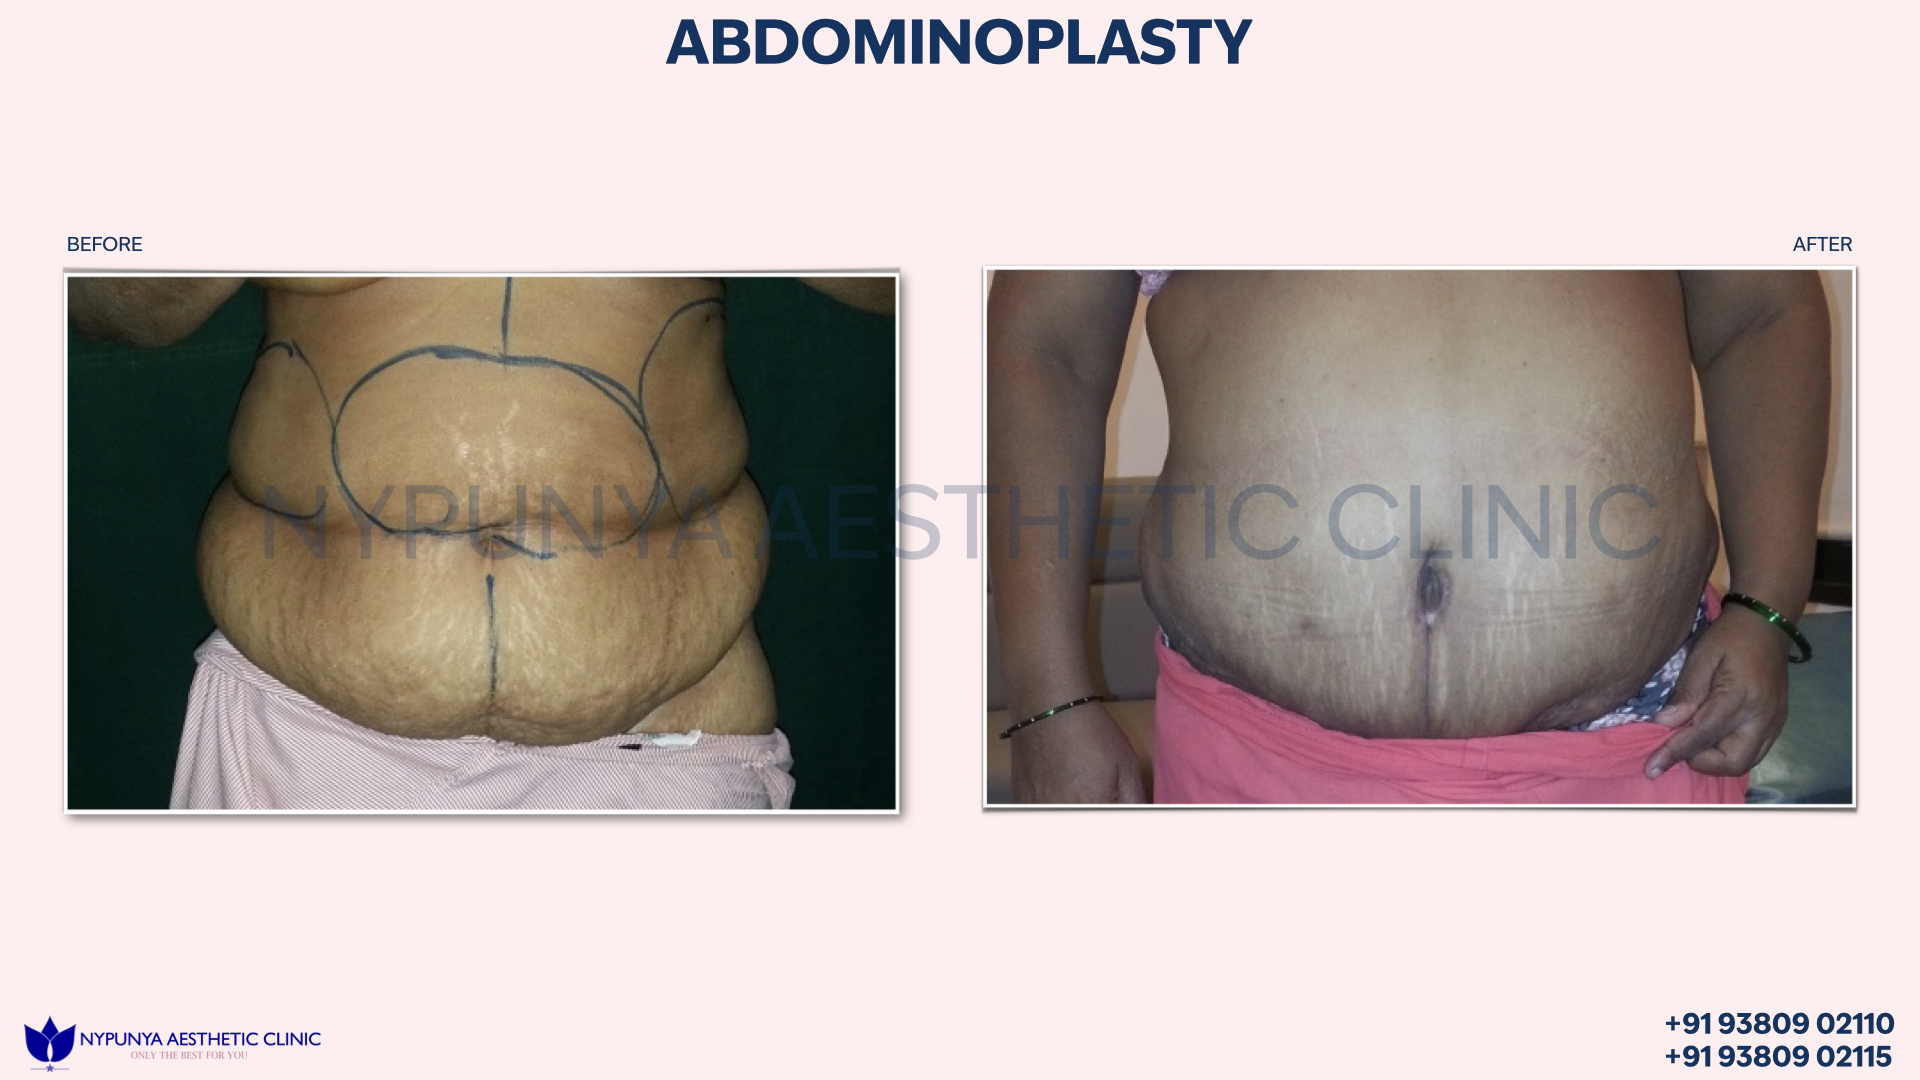 ABDOMINOPLASTY
BEFORE
AFTER
NYPUNYA AESTHETIC CLINIC
NYPUNYA AESTHETIC CLINIC
ONLY THE BEST FOR YOU
+91 93809 02110
+91 93809 02115